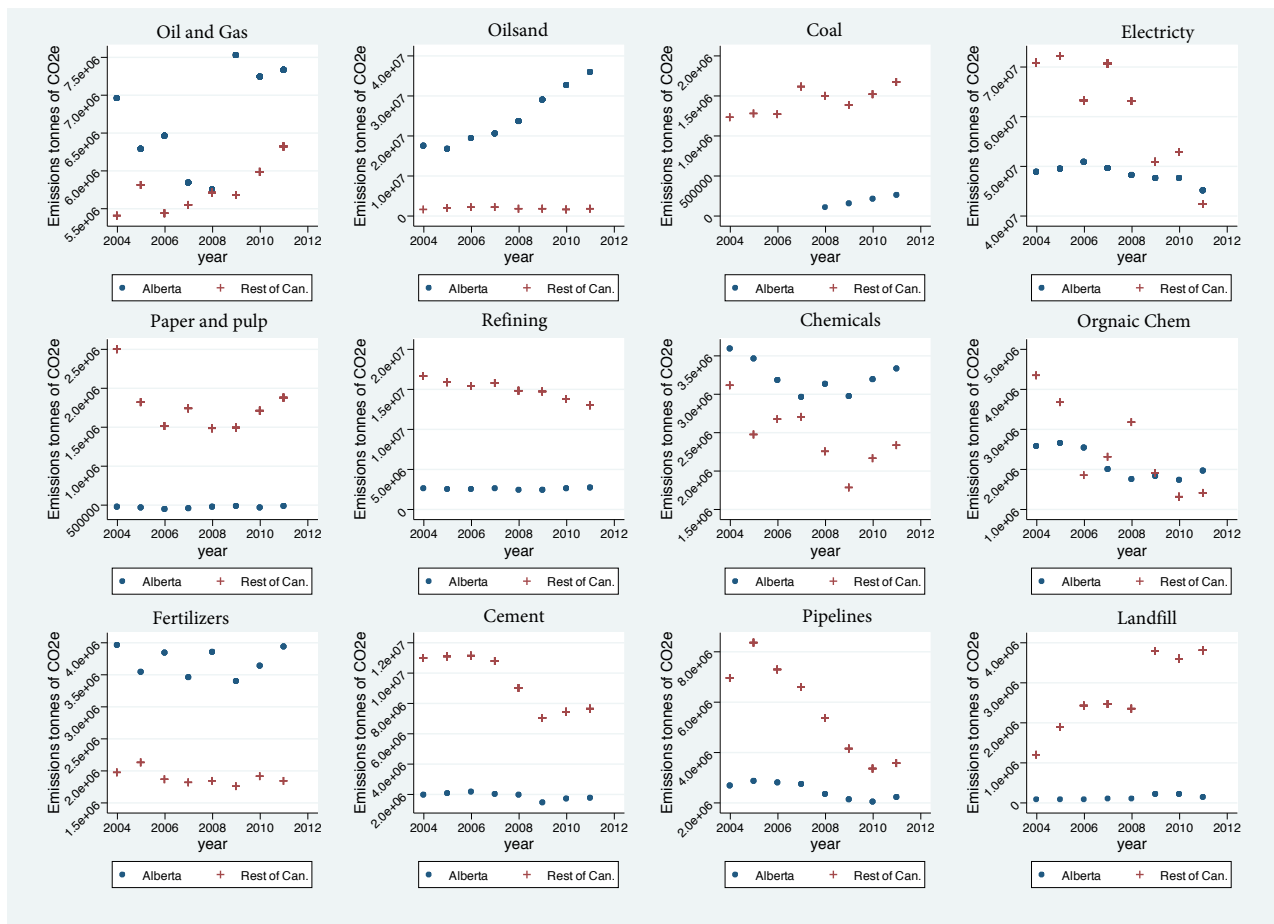 Oil and Gas
Emissions tonnes of CO2e
7.5e+06
7.0e+06
6.5e+06
6.0e+06
5.5e+06
2004 2006 2008 2010 2012
year
Alberta Rest of Can.
Oilsand
Emissions tonnes of CO2e
4.0e+07
3.0e+07
2.0e+07
1.0e+07
0
2004 2006 2008 2010 2012
year
Alberta Rest of Can.
Coal
Emissions tonnes of CO2e
2.0e+06
1.5e+06
1.0e+06
500000
0
2004 2006 2008 2010 2012
year
Alberta Rest of Can.
Electricty
Emissions tonnes of CO2e
7.0e+07
6.0e+07
5.0e+07
4.0e+07
2004 2006 2008 2010 2012
year
Alberta Rest of Can.
Paper and pulp
Emissions tonnes of CO2e
2.5e+06
2.0e+06
1.5e+06
1.0e+06
500000
2004 2006 2008 2010 2012
year
Alberta Rest of Can.
Refining
Emissions tonnes of CO2e
2.0e+07
1.5e+07
1.0e+07
5.0e+06
0
2004 2006 2008 2010 2012
year
Alberta Rest of Can.
Chemicals
Emissions tonnes of CO2e
3.5e+06
3.0e+06
2.5e+06
2.0e+06
1.5e+06
2004 2006 2008 2010 2012
year
Alberta Rest of Can.
Orgnaic Chem
Emissions tonnes of CO2e
5.0e+06
4.0e+06
3.0e+06
2.0e+06
1.0e+06
2004 2006 2008 2010 2012
year
Alberta Rest of Can.
Fertilizers
Emissions tonnes of CO2e
4.0e+06
3.5e+06
3.0e+06
2.5e+06
2.0e+06
1.5e+06
2004 2006 2008 2010 2012
year
Alberta Rest of Can.
Cement
Emissions tonnes of CO2e
1.2e+07
1.0e+07
8.0e+06
6.0e+06
4.0e+06
2.0e+06
2004 2006 2008 2010 2012
year
Alberta Rest of Can.
Pipelines
Emissions tonnes of CO2e
8.0e+06
6.0e+06
4.0e+06
2.0e+06
2004 2006 2008 2010 2012
year
Alberta Rest of Can.
Landfill
Emissions tonnes of CO2e
4.0e+06
3.0e+06
2.0e+06
1.0e+06
0
2004 2006 2008 2010 2012
year
Alberta Rest of Can.